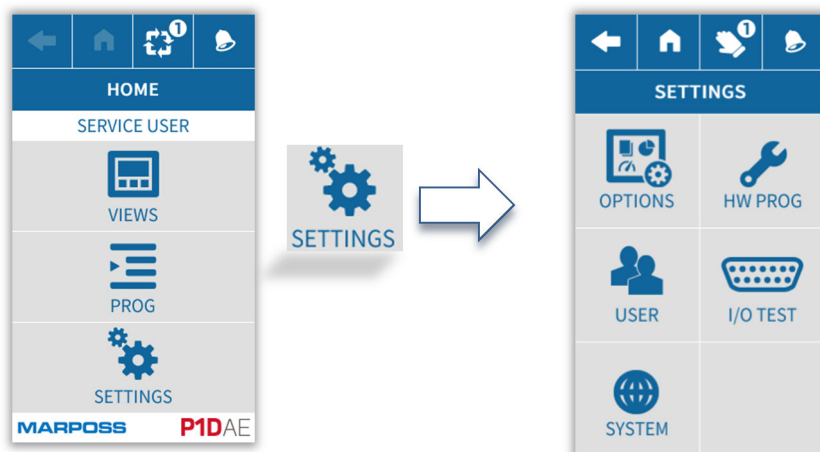 1
HOME
SERVICE USER
VIEWS
PROG
SETTINGS
MARPOSS P1DAE
SETTINGS
1
SETTINGS
OPTIONS HW PROG
USER I/O TEST
SYSTEM